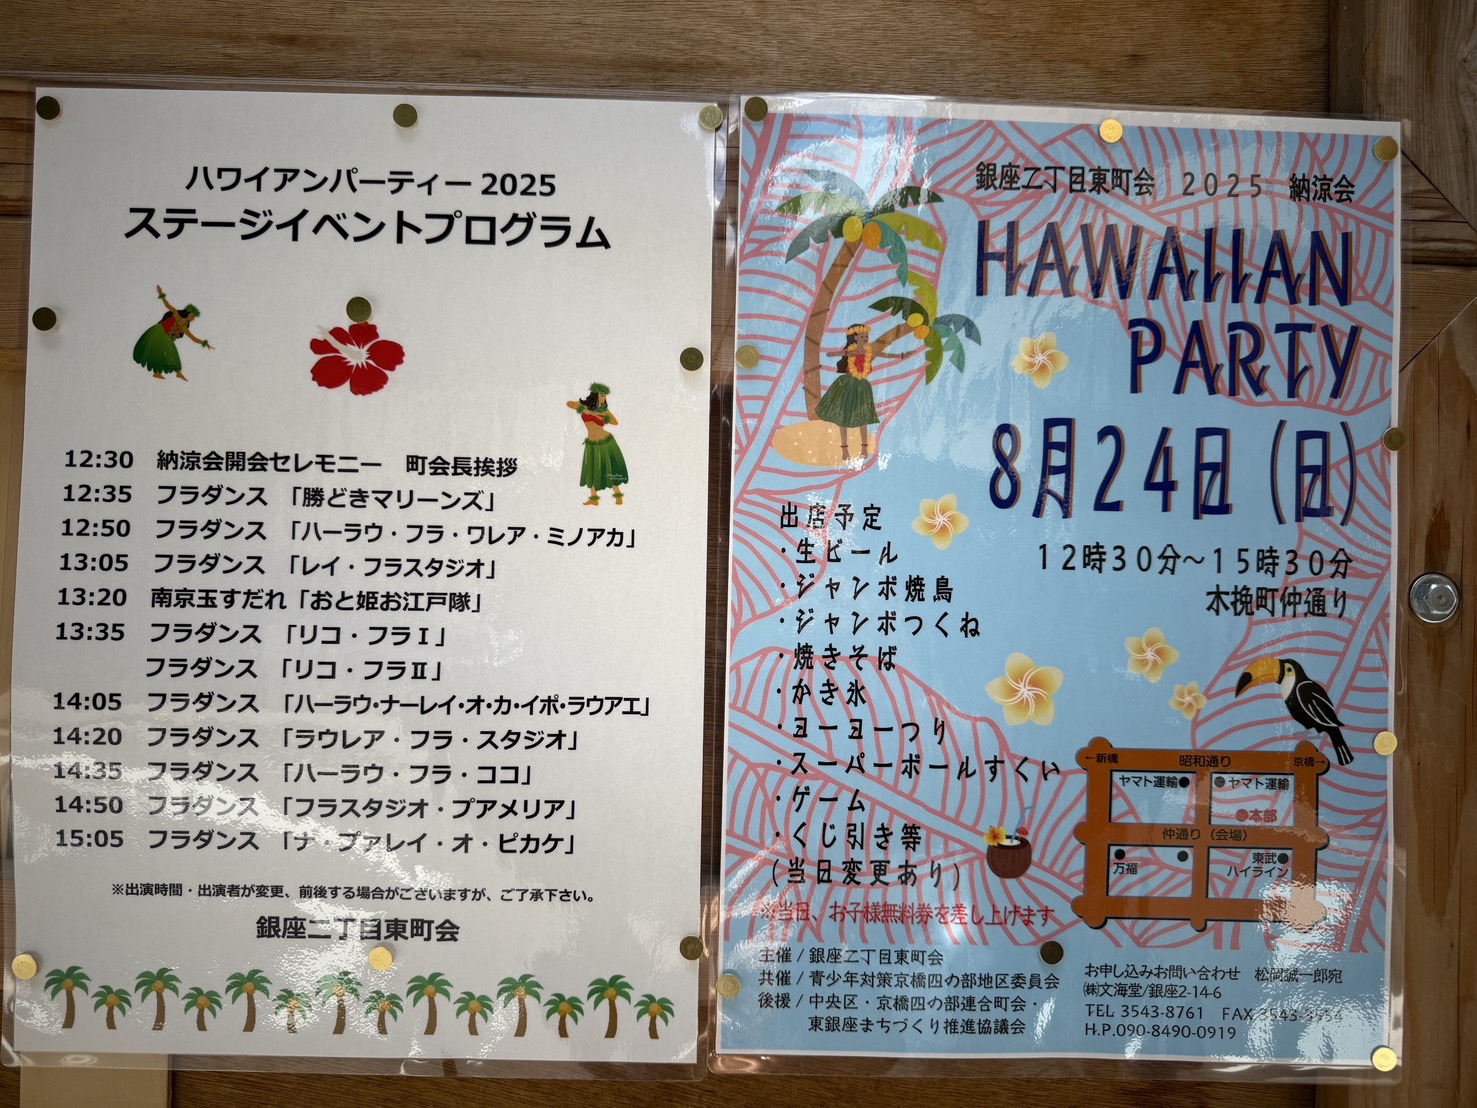 ハワイアンパーティー2025
ステージイベントプログラム
12:30 納涼会開会セレモニー 町会長挨拶
12:35 フラダンス 「勝どきマリーンズ」
12:50 フラダンス 「ハーラウ・フラ・ワレア・ミノアカ」
13:05 フラダンス 「レイ・フラスタジオ」
13:20 南京玉すだれ「おと姫お江戸隊」
13:35 フラダンス 「リコ・フラⅠ」
フラダンス 「リコ・フラⅡ」
14:05 フラダンス 「ハーラウ・ナーレイ・オ・カ・イポ・ラウアエ」
14:20 フラダンス 「ラウレア・フラ・スタジオ」
14:35 フラダンス 「ハーラウ・フラ・ココ」
14:50 フラダンス 「フラスタジオ・プアメリア」
15:05 フラダンス 「ナ・プァレイ・オ・ピカケ」
※出演時間・出演者が変更、前後する場合がございますが、ご了承下さい。
銀座二丁目東町会
銀座二丁目東町会 2025 納涼会
HAWAIIAN
PARTY
8月24日(日)
12時30分～15時30分
木挽町仲通り
出店予定
・生ビール
・ジャンボ焼鳥
・ジャンボつくね
・焼きそば
・かき氷
・ヨーヨーつり
・スーパーボールすくい
・ゲーム
・くじ引き等
(当日変更あり)
※当日、お子様無料券を差し上げます
←新橋 昭和通り 京橋→
ヤマト運輸● ●ヤマト運輸
●本部
仲通り(会場)
万福
東武●
ハイライン
主催/銀座二丁目東町会
共催/青少年対策京橋四の部地区委員会
後援/中央区・京橋四の部連合町会・
東銀座まちづくり推進協議会
お申し込みお問い合わせ 松岡誠一郎宛
㈱文海堂/銀座2-14-6
TEL 3543-8761 FAX 3543-3554
H.P.090-8490-0919